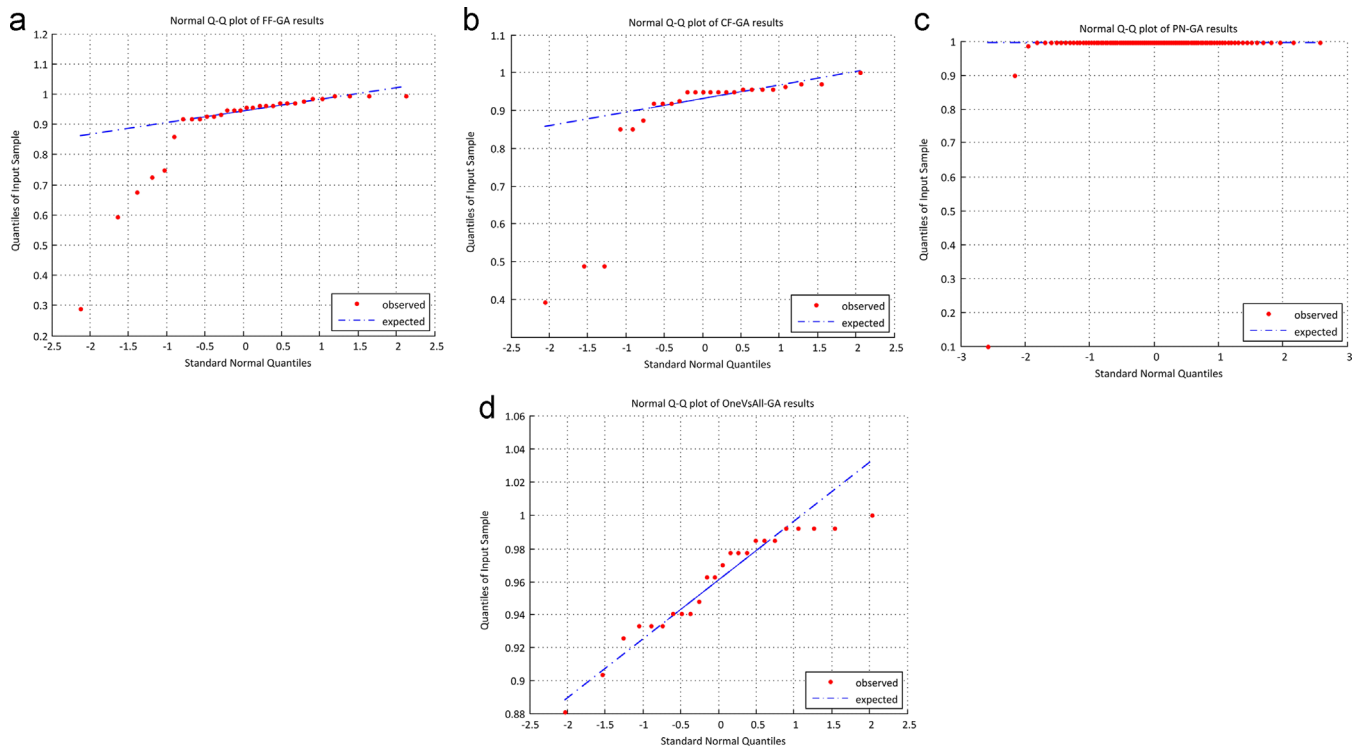 a
Normal Q-Q plot of FF-GA results
1.2
1.1
1
0.9
0.8
0.7
0.6
0.5
0.4
0.3
0.2
Quantiles of Input Sample
observed
expected
-2.5 -2 -1.5 -1 -0.5 0 0.5 1 1.5 2 2.5
Standard Normal Quantiles
b
Normal Q-Q plot of CF-GA results
1.1
1
0.9
0.8
0.7
0.6
0.5
0.4
Quantiles of Input Sample
observed
expected
-2.5 -2 -1.5 -1 -0.5 0 0.5 1 1.5 2 2.5
Standard Normal Quantiles
c
Normal Q-Q plot of PN-GA results
1
0.9
0.8
0.7
0.6
0.5
0.4
0.3
0.2
0.1
Quantiles of Input Sample
observed
expected
-3 -2 -1 0 1 2 3
Standard Normal Quantiles
d
Normal Q-Q plot of OneVsAll-GA results
1.06
1.04
1.02
1
0.98
0.96
0.94
0.92
0.9
0.88
Quantiles of Input Sample
observed
expected
-2.5 -2 -1.5 -1 -0.5 0 0.5 1 1.5 2 2.5
Standard Normal Quantiles